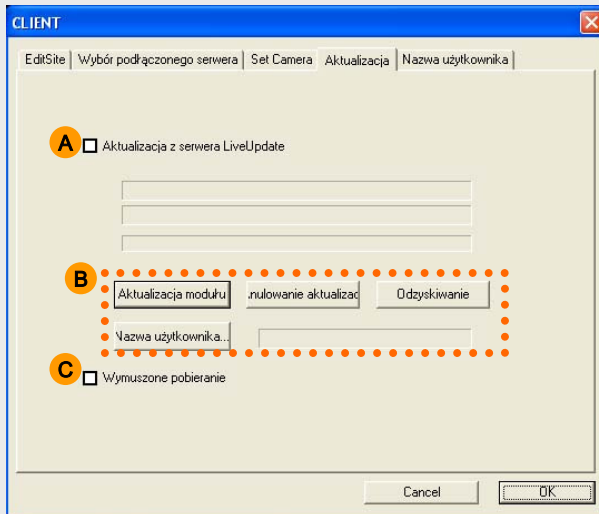 CLIENT
EditSite Wybór podłączonego serwera Set Camera Aktualizacja Nazwa użytkownika
A Aktualizacja z serwera LiveUpdate
B
Aktualizacja modułu .nulowanie aktualizac Odzyskiwanie
Nazwa użytkownika...
C Wymuszone pobieranie
Cancel OK